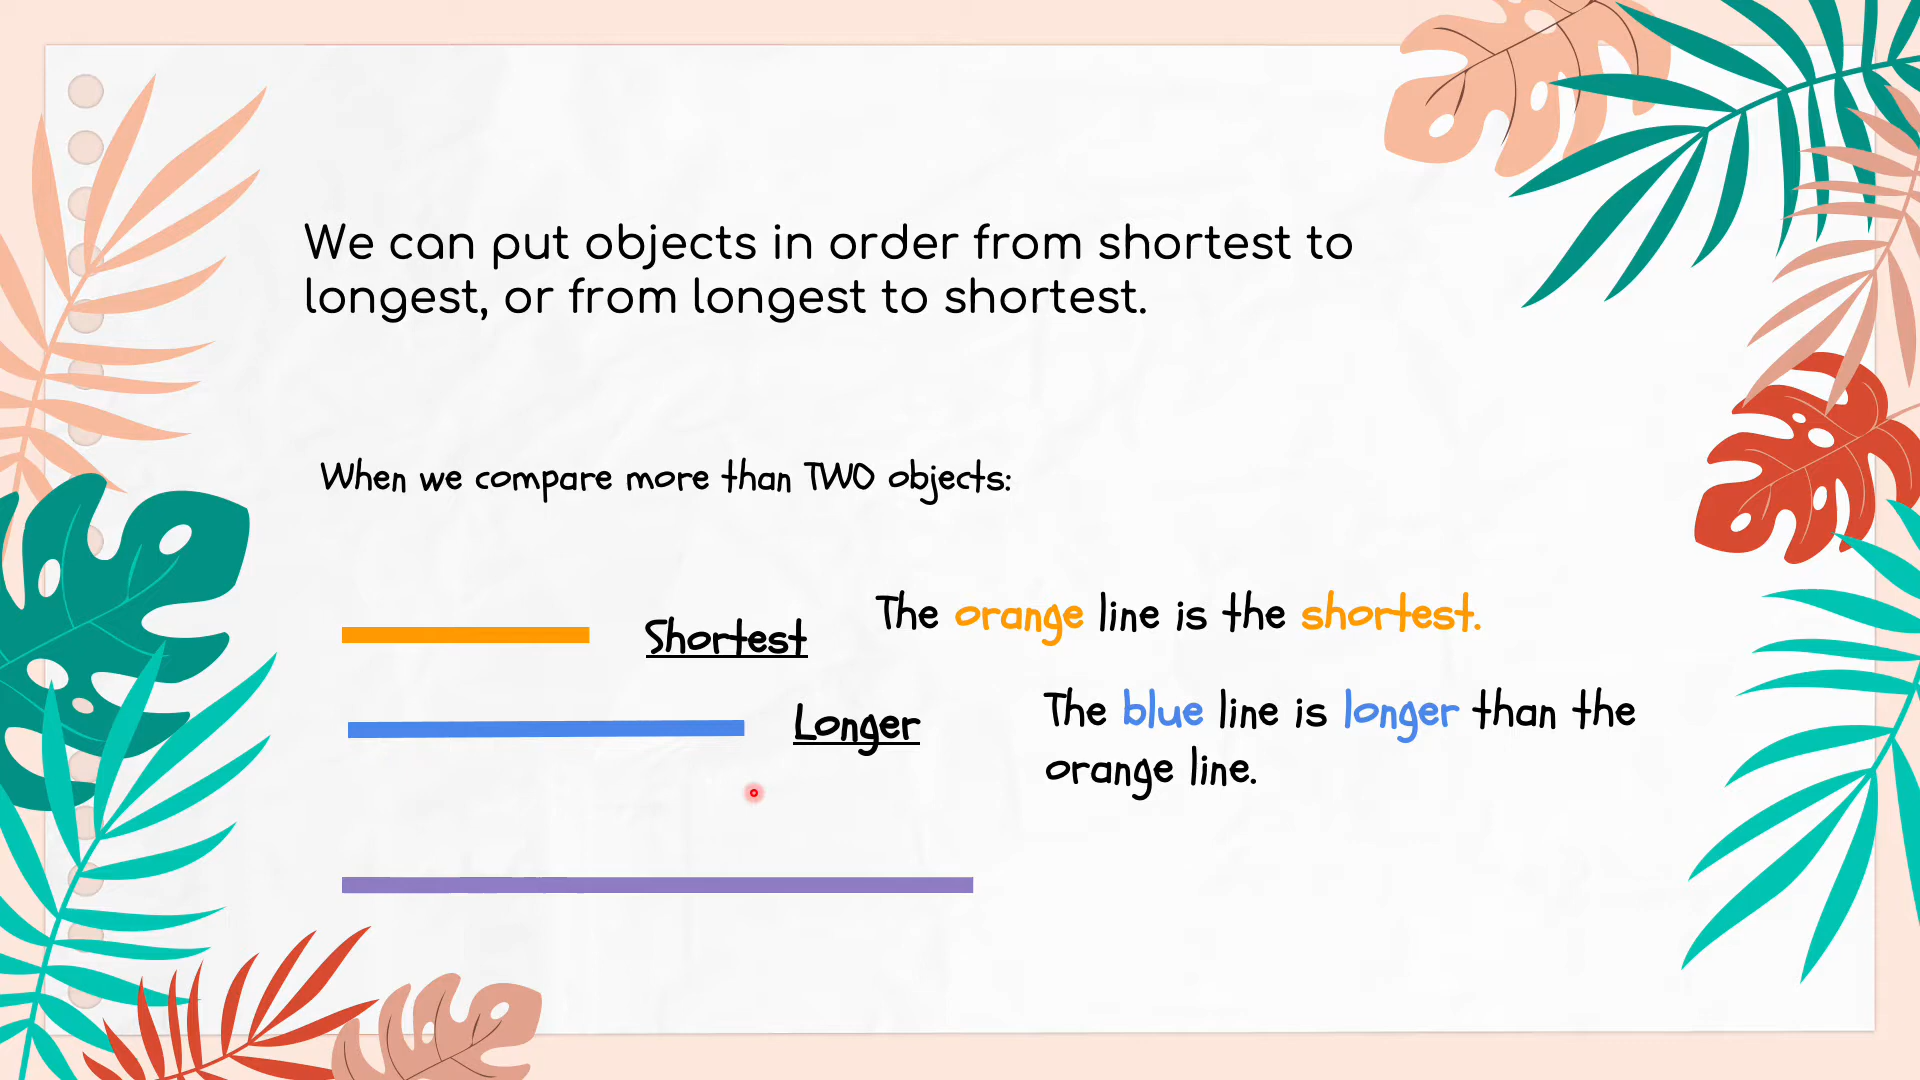 We can put objects in order from shortest to
longest, or from longest to shortest.
When we compare more than TWO objects:
Shortest
The orange line is the shortest.
Longer
The blue line is longer than the
orange line.